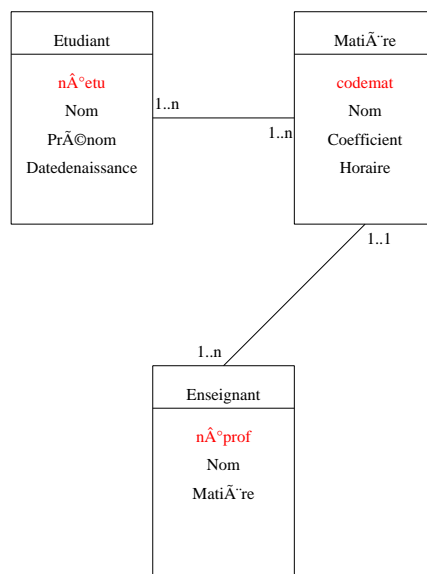 Etudiant
nÂ°etu
Nom
PrÃ©nom
Datedenaissance
1..n
1..n
MatiÃ¨re
codemat
Nom
Coefficient
Horaire
1..1
1..n
Enseignant
nÂ°prof
Nom
MatiÃ¨re